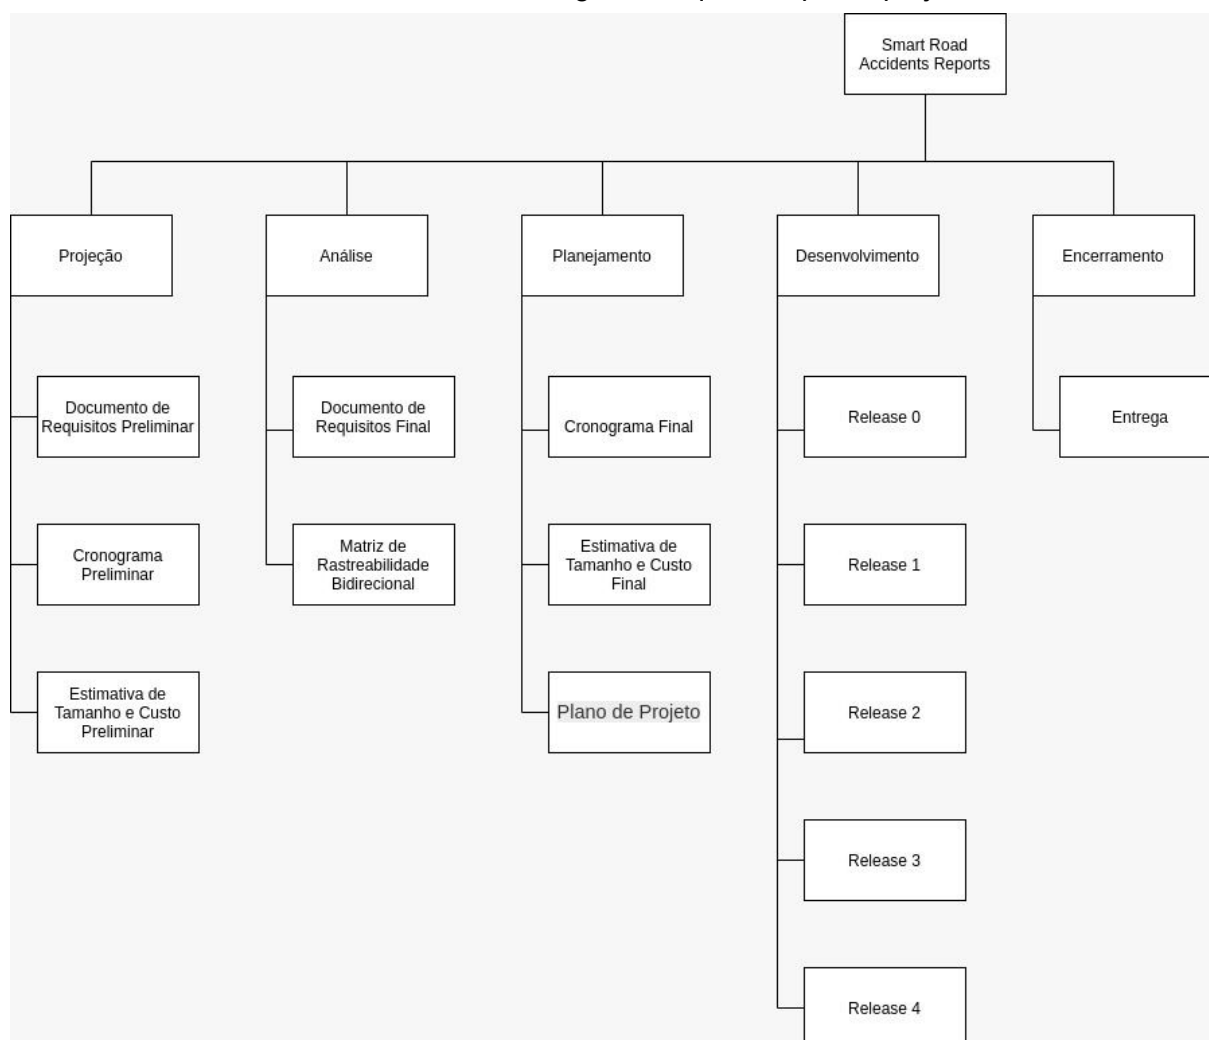 Smart Road
Accidents Reports
Projeção
Análise
Planejamento
Desenvolvimento
Encerramento
Documento de
Requisitos Preliminar
Documento de
Requisitos Final
Cronograma Final
Release 0
Entrega
Cronograma
Preliminar
Matriz de
Rastreabilidade
Bidirecional
Estimativa de
Tamanho e Custo
Final
Release 1
Estimativa de
Tamanho e Custo
Preliminar
Plano de Projeto
Release 2
Release 3
Release 4